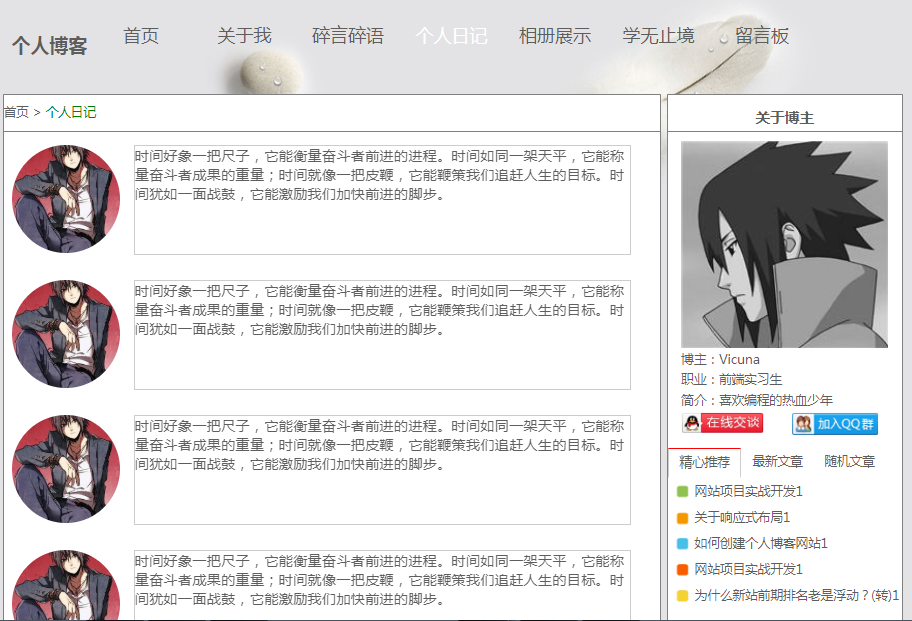 个人博客
首页 关于我 碎言碎语 个人日记 相册展示 学无止境 留言板
首页 > 个人日记
时间好象一把尺子，它能衡量奋斗者前进的进程。时间如同一架天平，它能称
量奋斗者成果的重量；时间就像一把皮鞭，它能鞭策我们追赶人生的目标。时
间犹如一面战鼓，它能激励我们加快前进的脚步。
时间好象一把尺子，它能衡量奋斗者前进的进程。时间如同一架天平，它能称
量奋斗者成果的重量；时间就像一把皮鞭，它能鞭策我们追赶人生的目标。时
间犹如一面战鼓，它能激励我们加快前进的脚步。
时间好象一把尺子，它能衡量奋斗者前进的进程。时间如同一架天平，它能称
量奋斗者成果的重量；时间就像一把皮鞭，它能鞭策我们追赶人生的目标。时
间犹如一面战鼓，它能激励我们加快前进的脚步。
时间好象一把尺子，它能衡量奋斗者前进的进程。时间如同一架天平，它能称
量奋斗者成果的重量；时间就像一把皮鞭，它能鞭策我们追赶人生的目标。时
间犹如一面战鼓，它能激励我们加快前进的脚步。
关于博主
博主：Vicuna
职业：前端实习生
简介：喜欢编程的热血少年
在线交谈 加入QQ群
精心推荐 最新文章 随机文章
网站项目实战开发1
关于响应式布局1
如何创建个人博客网站1
网站项目实战开发1
为什么新站前期排名老是浮动？(转)1